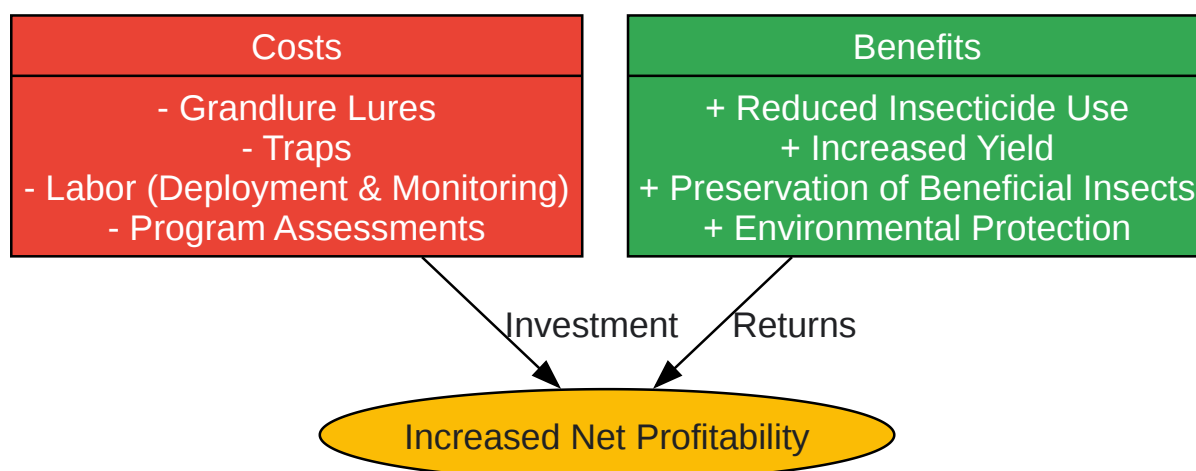 Costs
- Grandlure Lures
- Traps
- Labor (Deployment & Monitoring)
- Program Assessments
Benefits
+ Reduced Insecticide Use
+ Increased Yield
+ Preservation of Beneficial Insects
+ Environmental Protection
Investment
Returns
Increased Net Profitability